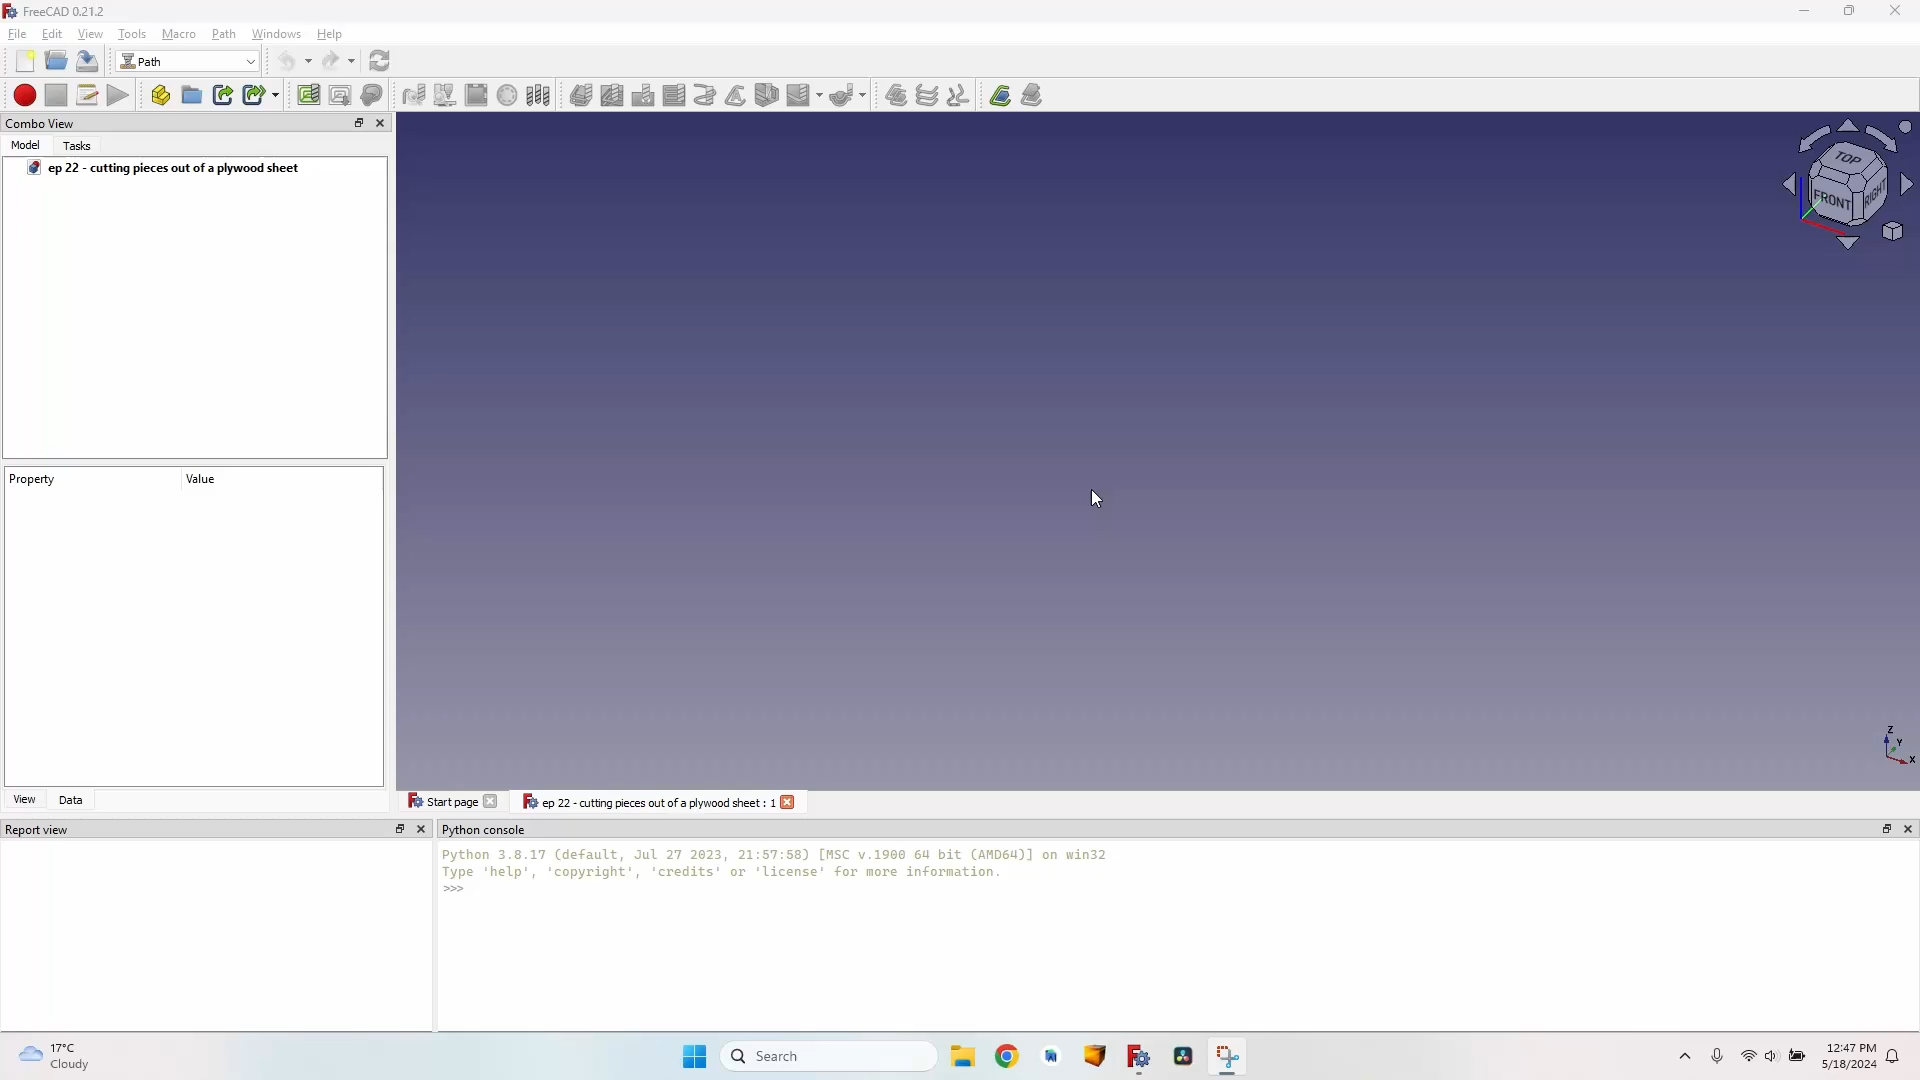 FreeCAD 0.21.2
File Edit View Tools Macro Path Windows Help
Path
Combo View
Model Tasks
ep 22 - cutting pieces out of a plywood sheet
TOP
FRONT RIGHT
Property Value
Z
Y
X
View Data
Start page ep 22 - cutting pieces out of a plywood sheet : 1
Report view
Python console
Python 3.8.17 (default, Jul 27 2023, 21:57:58) [MSC v.1900 64 bit (AMD64)] on win32
Type 'help', 'copyright', 'credits' or 'license' for more information.
>>>
17°C
Cloudy
Search
12:47 PM
5/18/2024